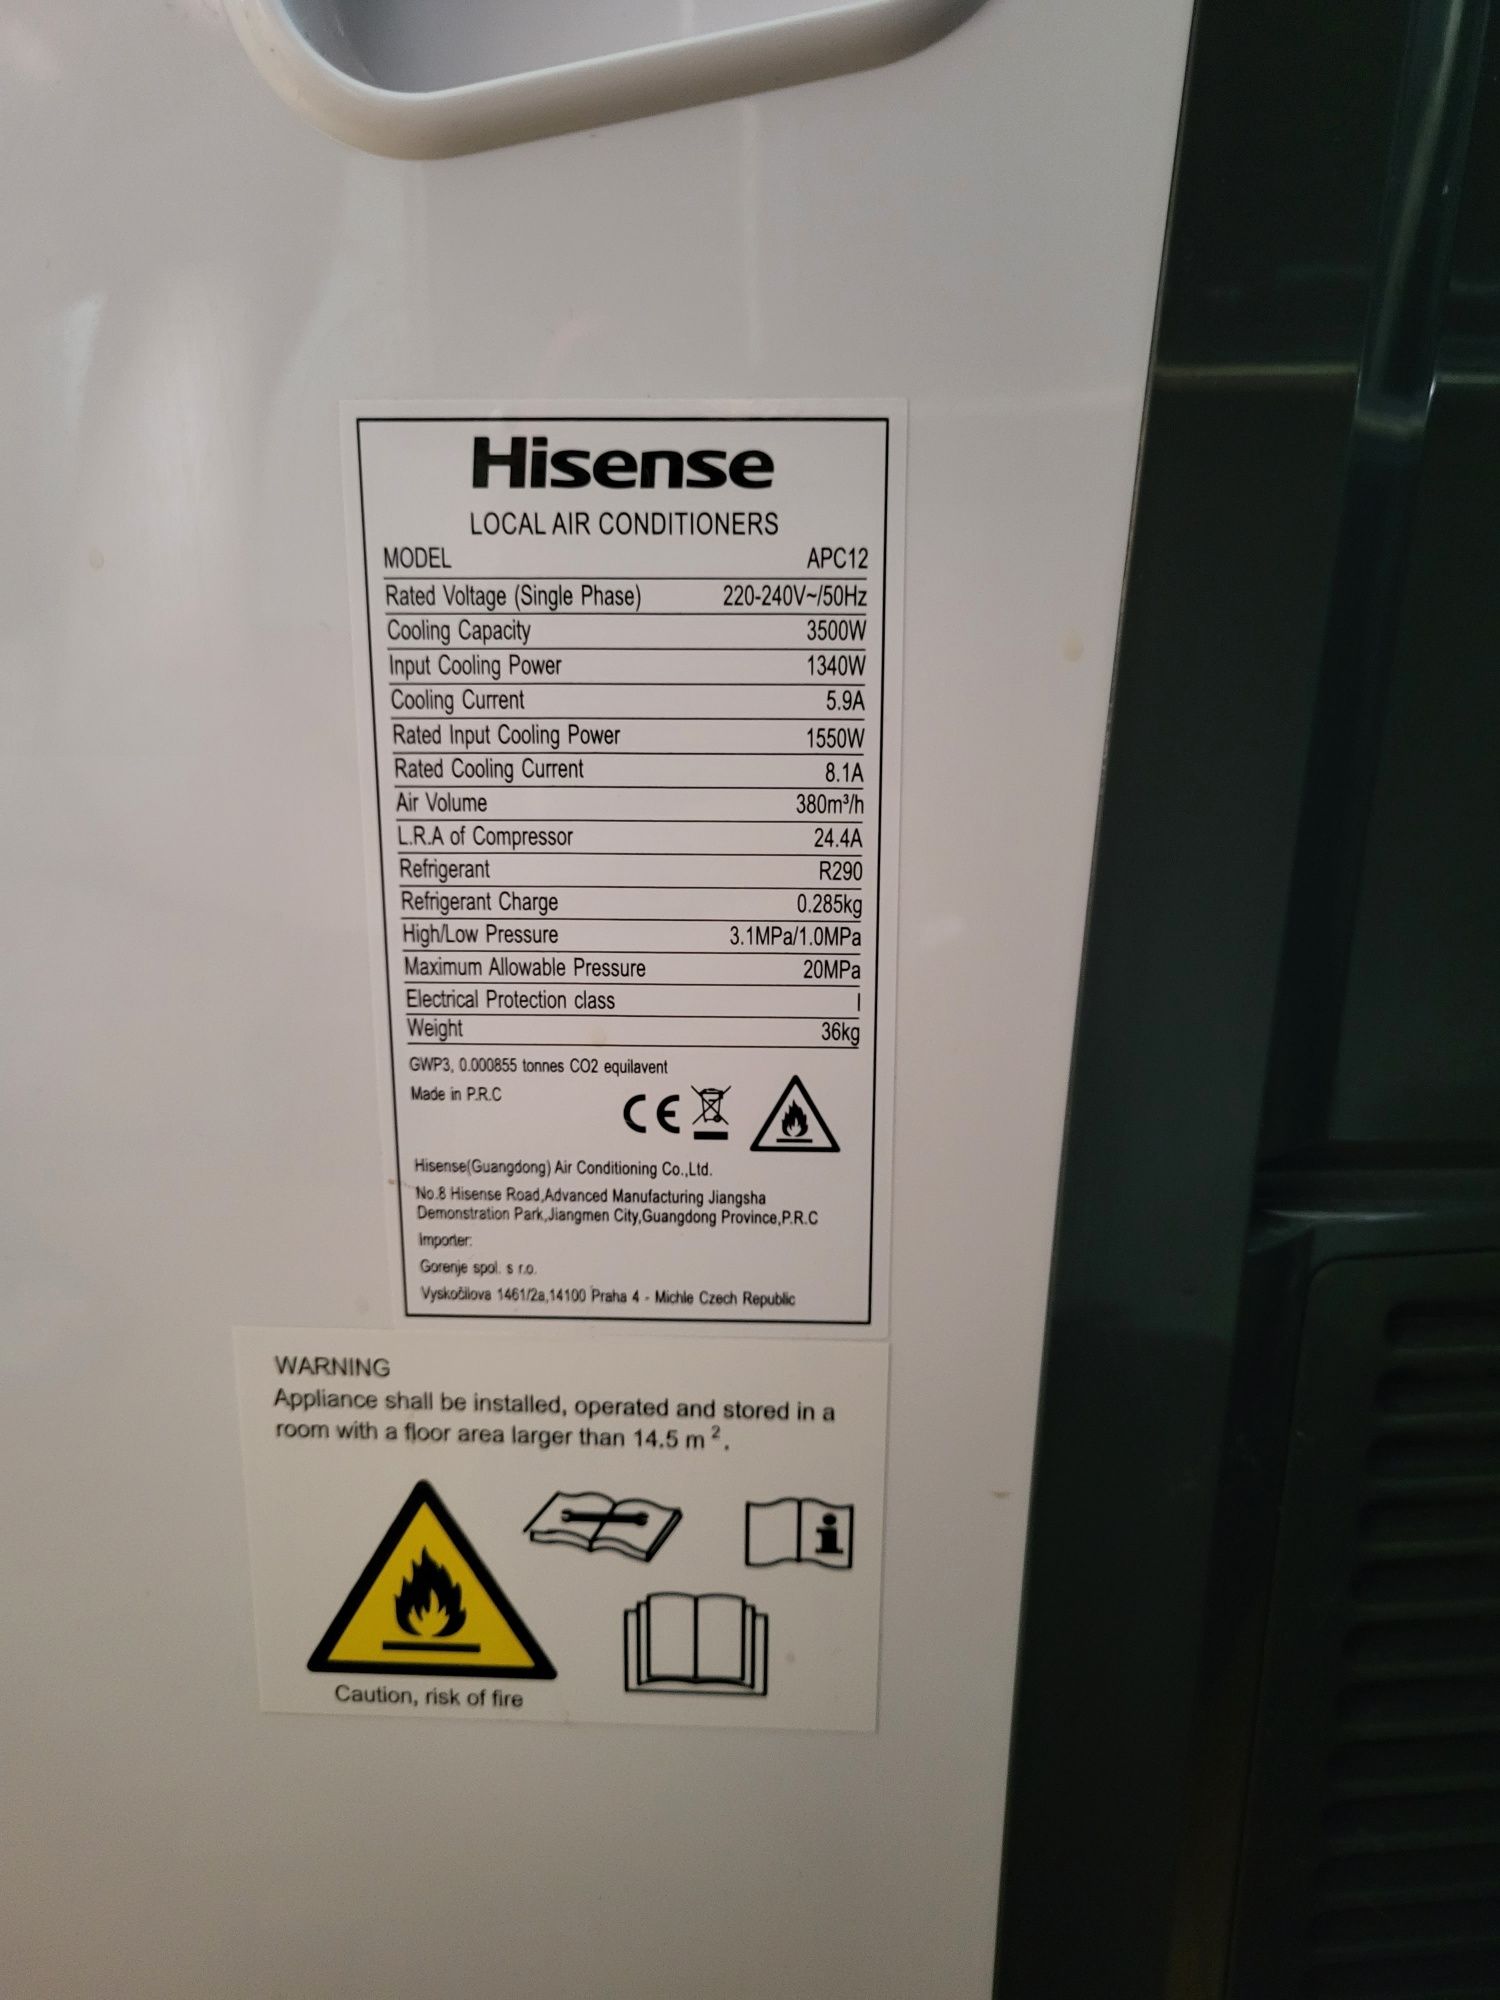 Hisense
LOCAL AIR CONDITIONERS
MODEL APC12
Rated Voltage (Single Phase) 220-240V~/50Hz
Cooling Capacity 3500W
Input Cooling Power 1340W
Cooling Current 5.9A
Rated Input Cooling Power 1550W
Rated Cooling Current 8.1A
Air Volume 380m³/h
L.R.A of Compressor 24.4A
Refrigerant R290
Refrigerant Charge 0.285kg
High/Low Pressure 3.1MPa/1.0MPa
Maximum Allowable Pressure 20MPa
Electrical Protection class I
Weight 36kg
GWP3, 0.000855 tonnes CO2 equilavent
Made in P.R.C
CE
Hisense(Guangdong) Air Conditioning Co.,Ltd.
No.8 Hisense Road,Advanced Manufacturing Jiangsha
Demonstration Park,Jiangmen City,Guangdong Province,P.R.C
Importer:
Gorenje spol. s r.o.
Vyskočilova 1461/2a,14100 Praha 4 - Michle Czech Republic
WARNING
Appliance shall be installed, operated and stored in a
room with a floor area larger than 14.5 m².
Caution, risk of fire